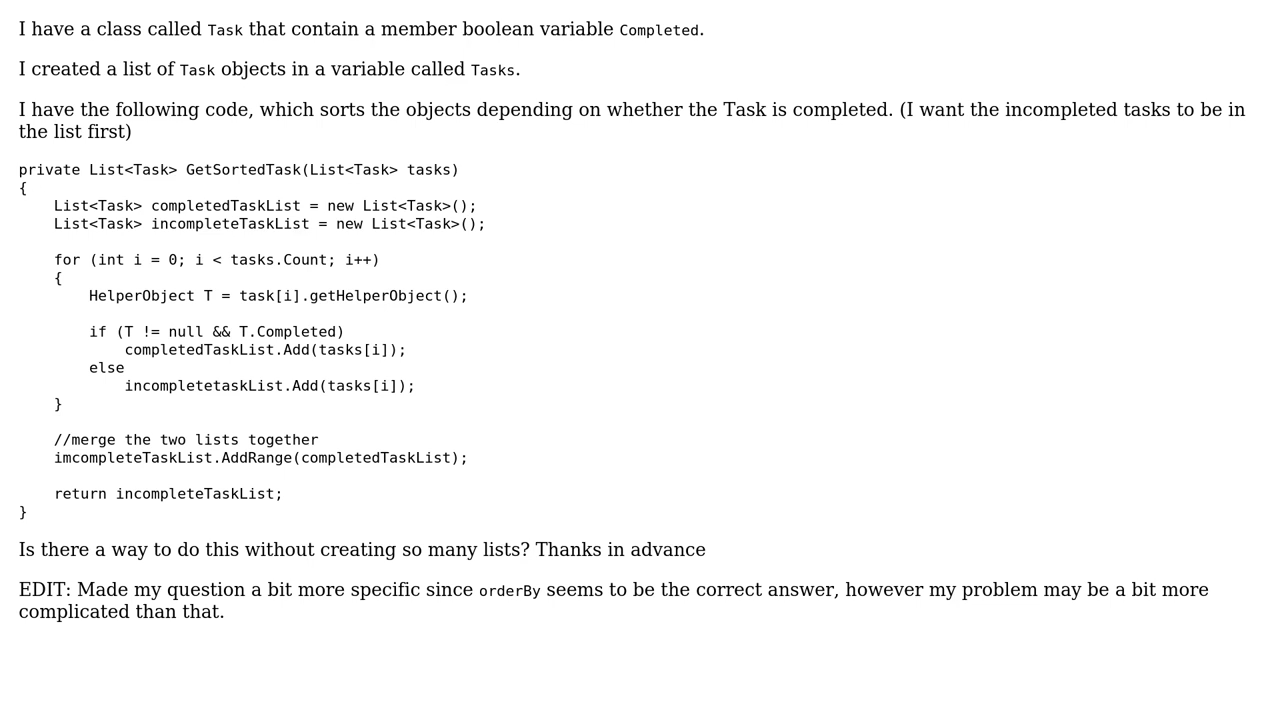 I have a class called Task that contain a member boolean variable Completed.
I created a list of Task objects in a variable called Tasks.
I have the following code, which sorts the objects depending on whether the Task is completed. (I want the incompleted tasks to be in
the list first)
private List<Task> GetSortedTask(List<Task> tasks)
{
    List<Task> completedTaskList = new List<Task>();
    List<Task> incompleteTaskList = new List<Task>();

    for (int i = 0; i < tasks.Count; i++)
    {
        HelperObject T = task[i].getHelperObject();

        if (T != null && T.Completed)
            completedTaskList.Add(tasks[i]);
        else
            incompletetaskList.Add(tasks[i]);
    }

    //merge the two lists together
    imcompleteTaskList.AddRange(completedTaskList);

    return incompleteTaskList;
}
Is there a way to do this without creating so many lists? Thanks in advance
EDIT: Made my question a bit more specific since orderBy seems to be the correct answer, however my problem may be a bit more
complicated than that.